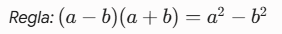 Regla: (a − b)(a + b) = a² − b²